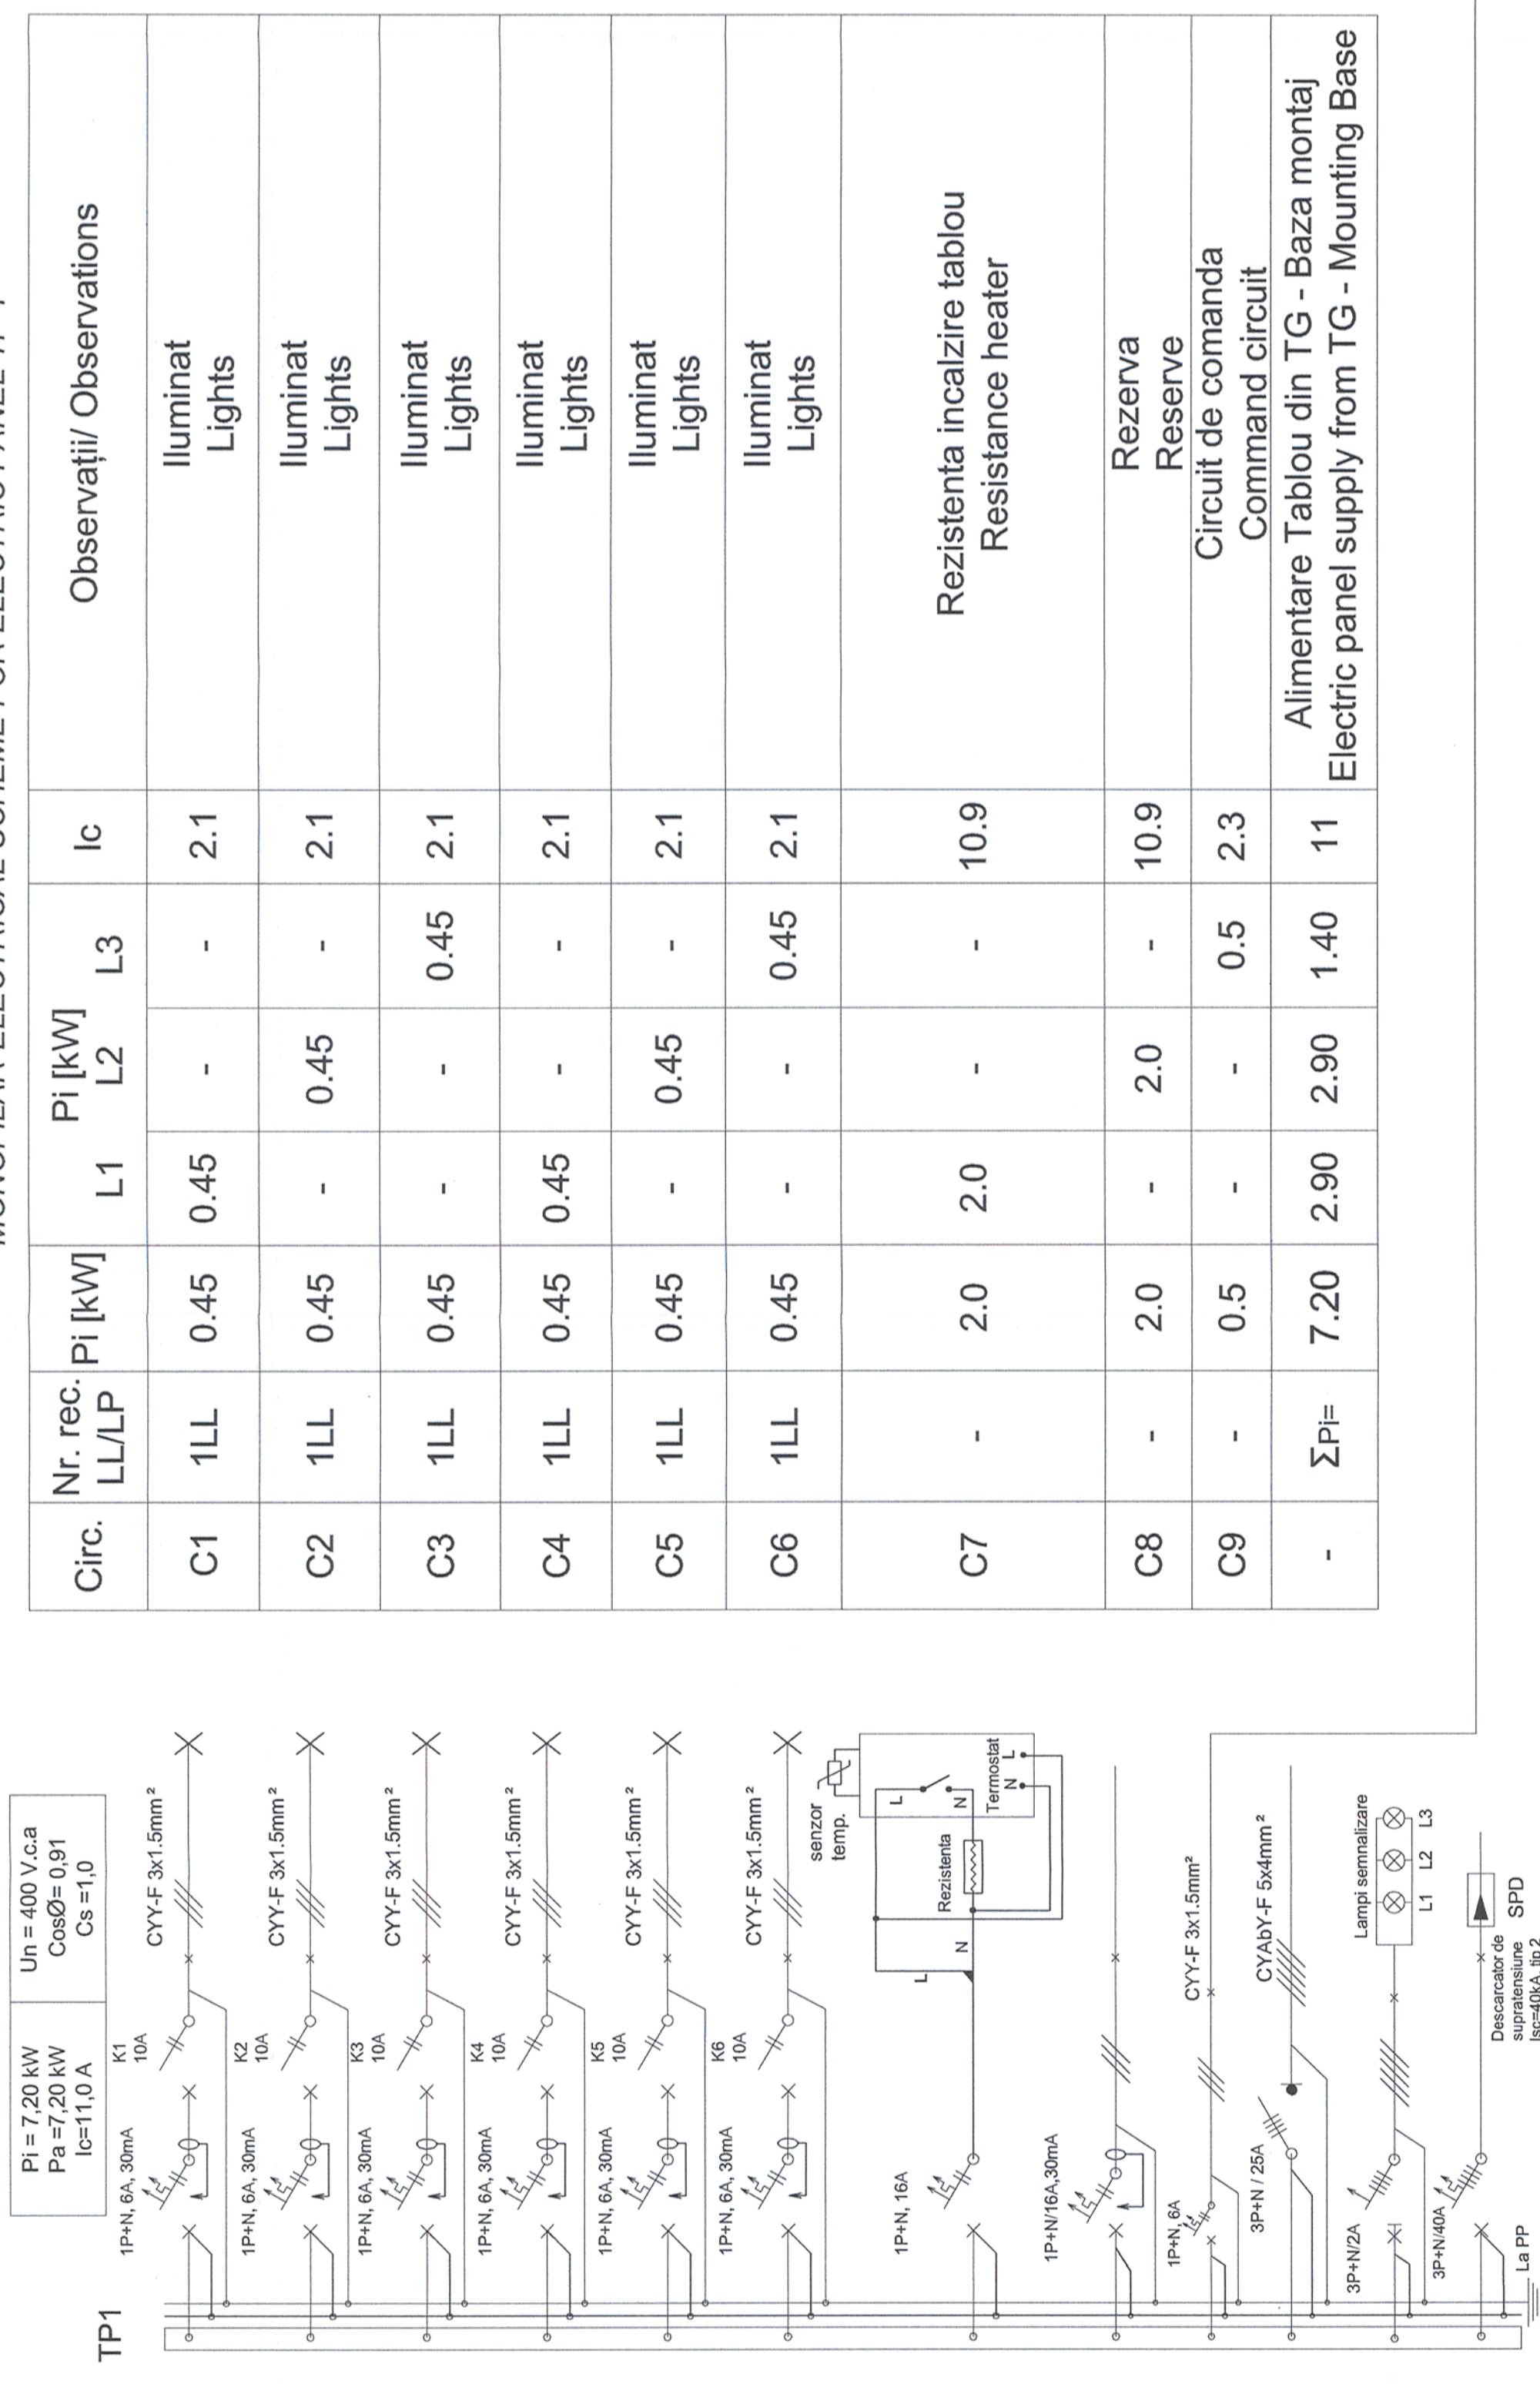 TP1
Pi = 7,20 kW
Pa =7,20 kW
Ic=11,0 A
Un = 400 V.c.a
CosØ= 0,91
Cs =1,0
Circ. Nr. rec. LL/LP Pi [kW] Pi [kW] L1 L2 L3 Ic Observații/ Observations
1P+N, 6A, 30mA K1 10A CYY-F 3x1.5mm²
C1 1LL 0.45 0.45 - - 2.1 Iluminat
Lights
1P+N, 6A, 30mA K2 10A CYY-F 3x1.5mm²
C2 1LL 0.45 - 0.45 - 2.1 Iluminat
Lights
1P+N, 6A, 30mA K3 10A CYY-F 3x1.5mm²
C3 1LL 0.45 - - 0.45 2.1 Iluminat
Lights
1P+N, 6A, 30mA K4 10A CYY-F 3x1.5mm²
C4 1LL 0.45 0.45 - - 2.1 Iluminat
Lights
1P+N, 6A, 30mA K5 10A CYY-F 3x1.5mm²
C5 1LL 0.45 - 0.45 - 2.1 Iluminat
Lights
1P+N, 6A, 30mA K6 10A CYY-F 3x1.5mm²
C6 1LL 0.45 - - 0.45 2.1 Iluminat
Lights
senzor
temp.
1P+N, 16A L N Rezistenta L N Termostat N L
C7 - 2.0 2.0 - - 10.9 Rezistenta incalzire tablou
Resistance heater
1P+N/16A,30mA
C8 - 2.0 - 2.0 - 10.9 Rezerva
Reserve
1P+N, 6A CYY-F 3x1.5mm²
C9 - 0.5 - - 0.5 2.3 Circuit de comanda
Command circuit
3P+N / 25A CYAbY-F 5x4mm²
- ΣPi= 7.20 2.90 2.90 1.40 11 Alimentare Tablou din TG - Baza montaj
Electric panel supply from TG - Mounting Base
3P+N/2A Lampi semnalizare
L1 L2 L3
3P+N/40A
La PP
Descarcator de
supratensiune
Isc=40kA, tip 2
SPD